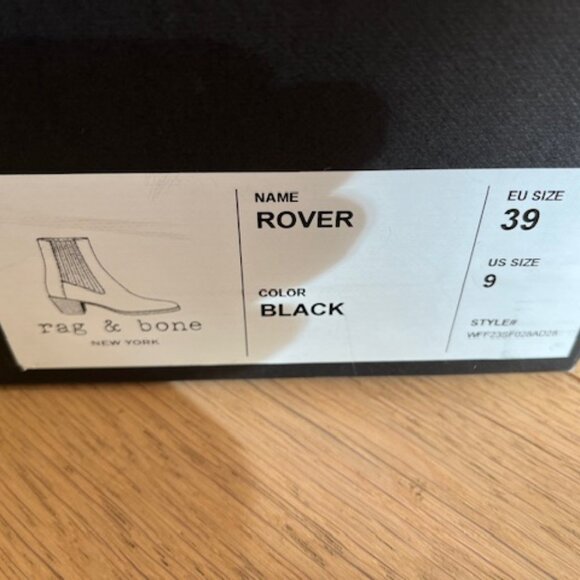 rag & bone
NEW YORK
NAME
ROVER
COLOR
BLACK
EU SIZE
39
US SIZE
9
STYLE#